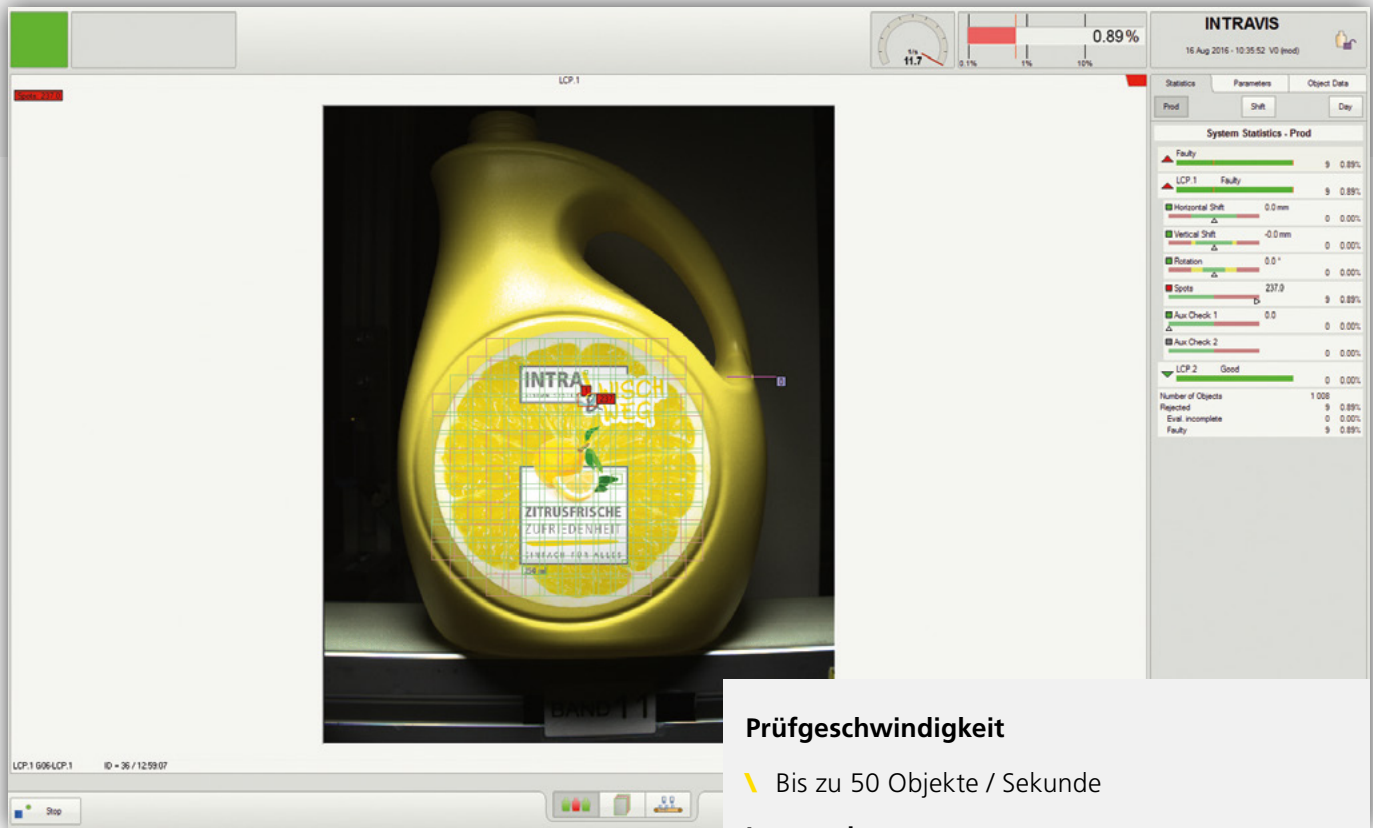 INTRAVIS
16 Aug 2016 - 10:35:52 V0 (mod)
1/s
11.7
0.89%
0.1% 1% 10%
LCP.1
Spots 237.0
Statistics Parameters Object Data
Prod Shift Day
System Statistics - Prod
Faulty
9 0.89%
LCP.1 Faulty
9 0.89%
Horizontal Shift 0.0 mm
0 0.00%
Vertical Shift -0.0 mm
0 0.00%
Rotation 0.0 °
0 0.00%
Spots 237.0
9 0.89%
Aux Check 1 0.0
0 0.00%
Aux Check 2
0 0.00%
LCP.2 Good
0 0.00%
Number of Objects 1 008
Rejected 9 0.89%
Eval. incomplete 0 0.00%
Faulty 9 0.89%
INTRA
WISCH
WEG
237
0
ZITRUSFRISCHE
ZUFRIEDENHEIT
EINFACH FÜR ALLES
BAND 11
LCP.1 G06-LCP.1 ID = 36 / 12:59:07
Stop
Prüfgeschwindigkeit
\ Bis zu 50 Objekte / Sekunde